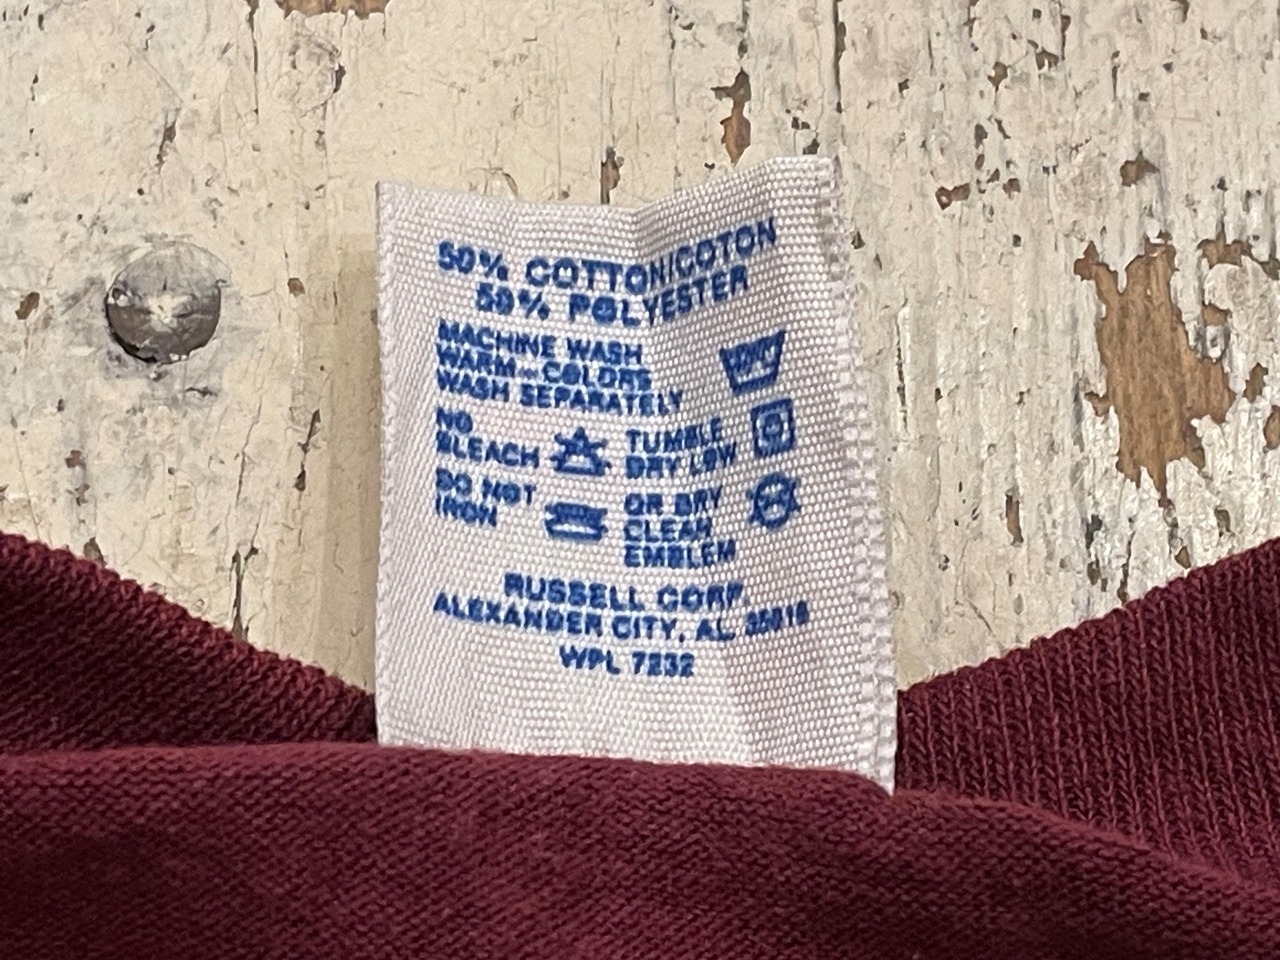 50% COTTON/COTON
50% POLYESTER
MACHINE WASH
WARM-COLORS
WASH SEPARATELY
NO
BLEACH
TUMBLE
DRY LOW
DO NOT
IRON
OR DRY
CLEAN
EMBLEM
RUSSELL CORP.
ALEXANDER CITY, AL
WPL 7232